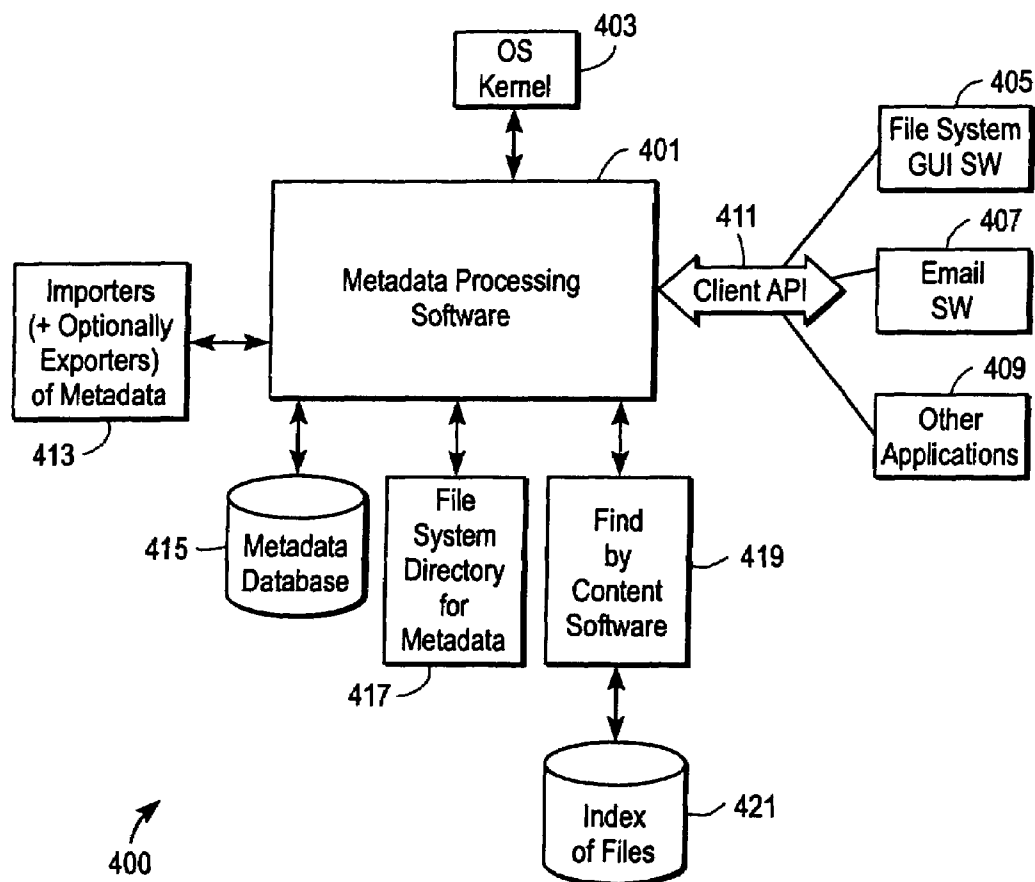 403
OS
Kernel
405
File System
GUI SW
401
411
407
Metadata Processing
Software
Client API
Email
SW
Importers
(+ Optionally
Exporters)
of Metadata
413
409
Other
Applications
415
Metadata
Database
File
System
Directory
for
Metadata
417
Find
by
Content
Software
419
Index
of Files
421
400